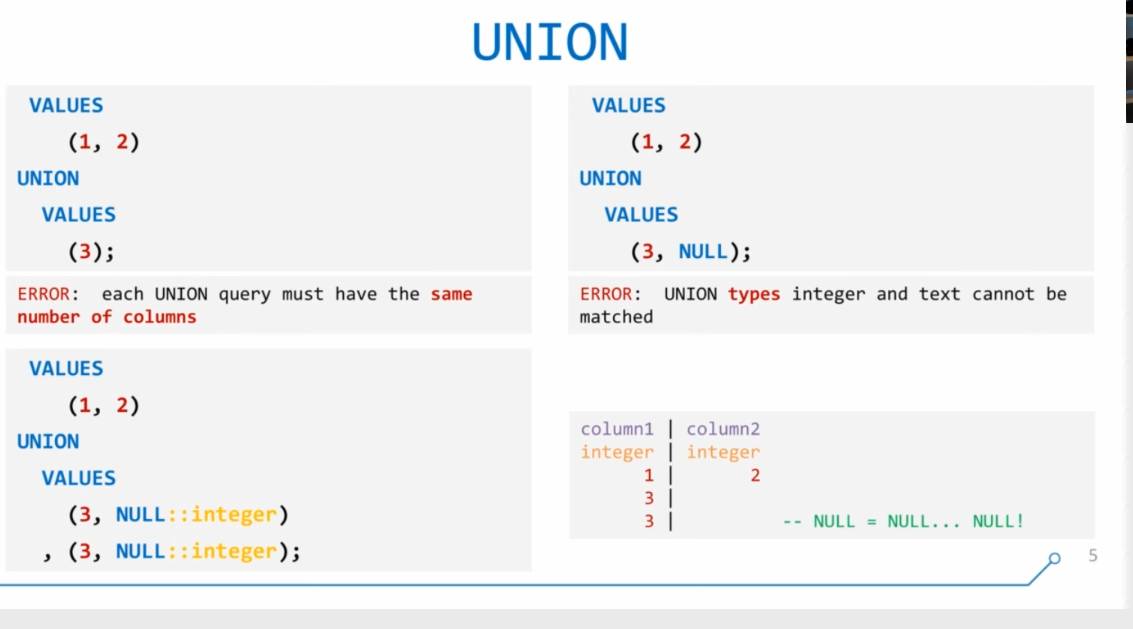 UNION
VALUES
(1, 2)
UNION
VALUES
(3);
ERROR:  each UNION query must have the same
number of columns
VALUES
(1, 2)
UNION
VALUES
(3, NULL);
ERROR:  UNION types integer and text cannot be
matched
VALUES
(1, 2)
UNION
VALUES
(3, NULL::integer)
, (3, NULL::integer);
column1 | column2
integer | integer
1 | 2
3 |
3 | -- NULL = NULL... NULL!
5